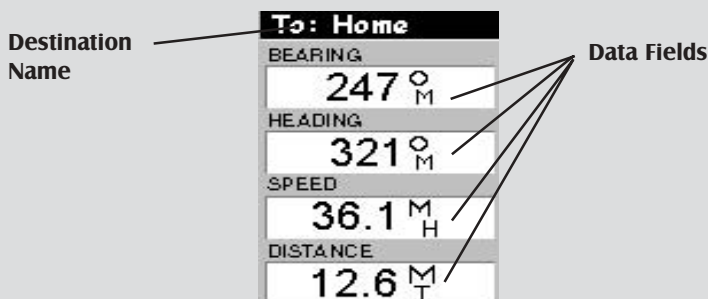 To: Home
Destination
Name
BEARING
Data Fields
247 °M
HEADING
321 °M
SPEED
36.1 MH
DISTANCE
12.6 MT